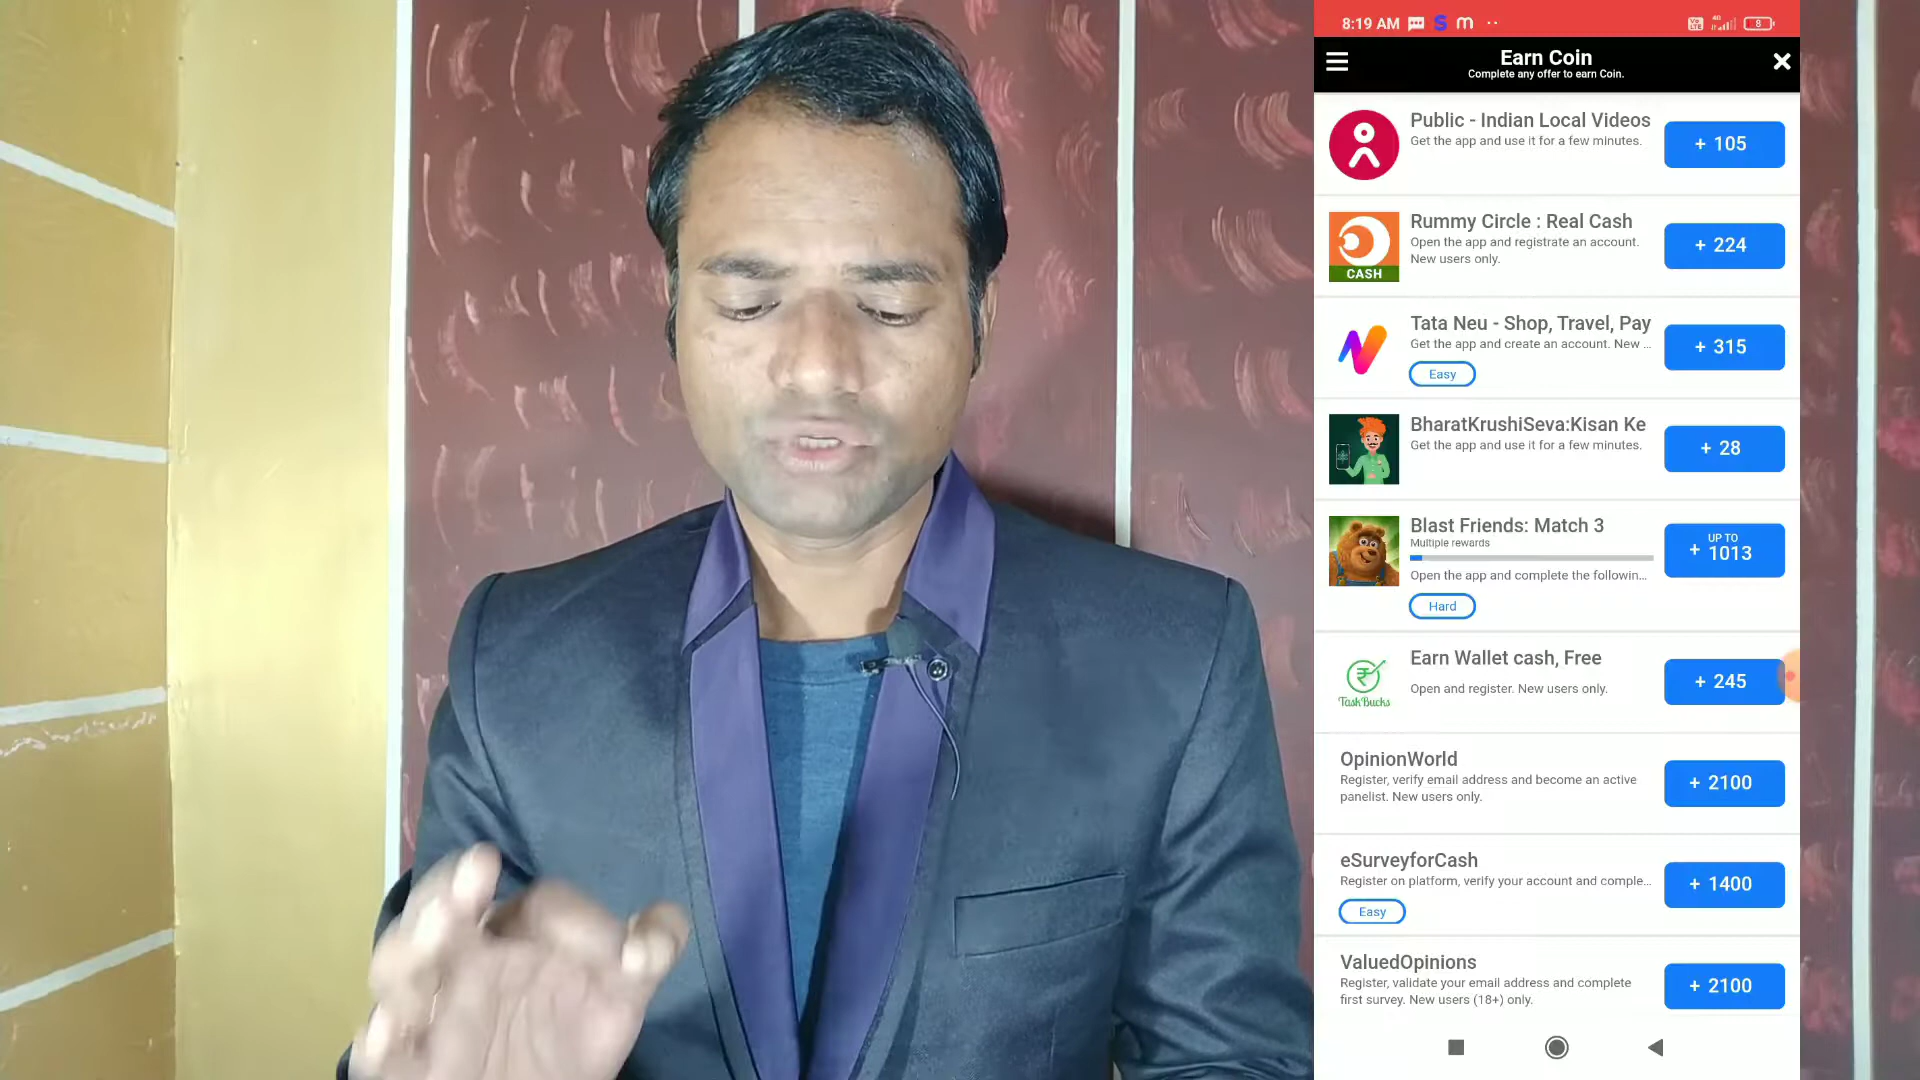 8:19 AM
8
Earn Coin
Complete any offer to earn Coin.
Public - Indian Local Videos
Get the app and use it for a few minutes.
+ 105
Rummy Circle : Real Cash
Open the app and registrate an account.
New users only.
CASH
+ 224
Tata Neu - Shop, Travel, Pay
Get the app and create an account. New ...
Easy
+ 315
BharatKrushiSeva:Kisan Ke
Get the app and use it for a few minutes.
+ 28
Blast Friends: Match 3
Multiple rewards
Open the app and complete the followin...
Hard
UP TO
+ 1013
Earn Wallet cash, Free
Open and register. New users only.
TaskBucks
+ 245
OpinionWorld
Register, verify email address and become an active
panelist. New users only.
+ 2100
eSurveyforCash
Register on platform, verify your account and comple...
Easy
+ 1400
ValuedOpinions
Register, validate your email address and complete
first survey. New users (18+) only.
+ 2100